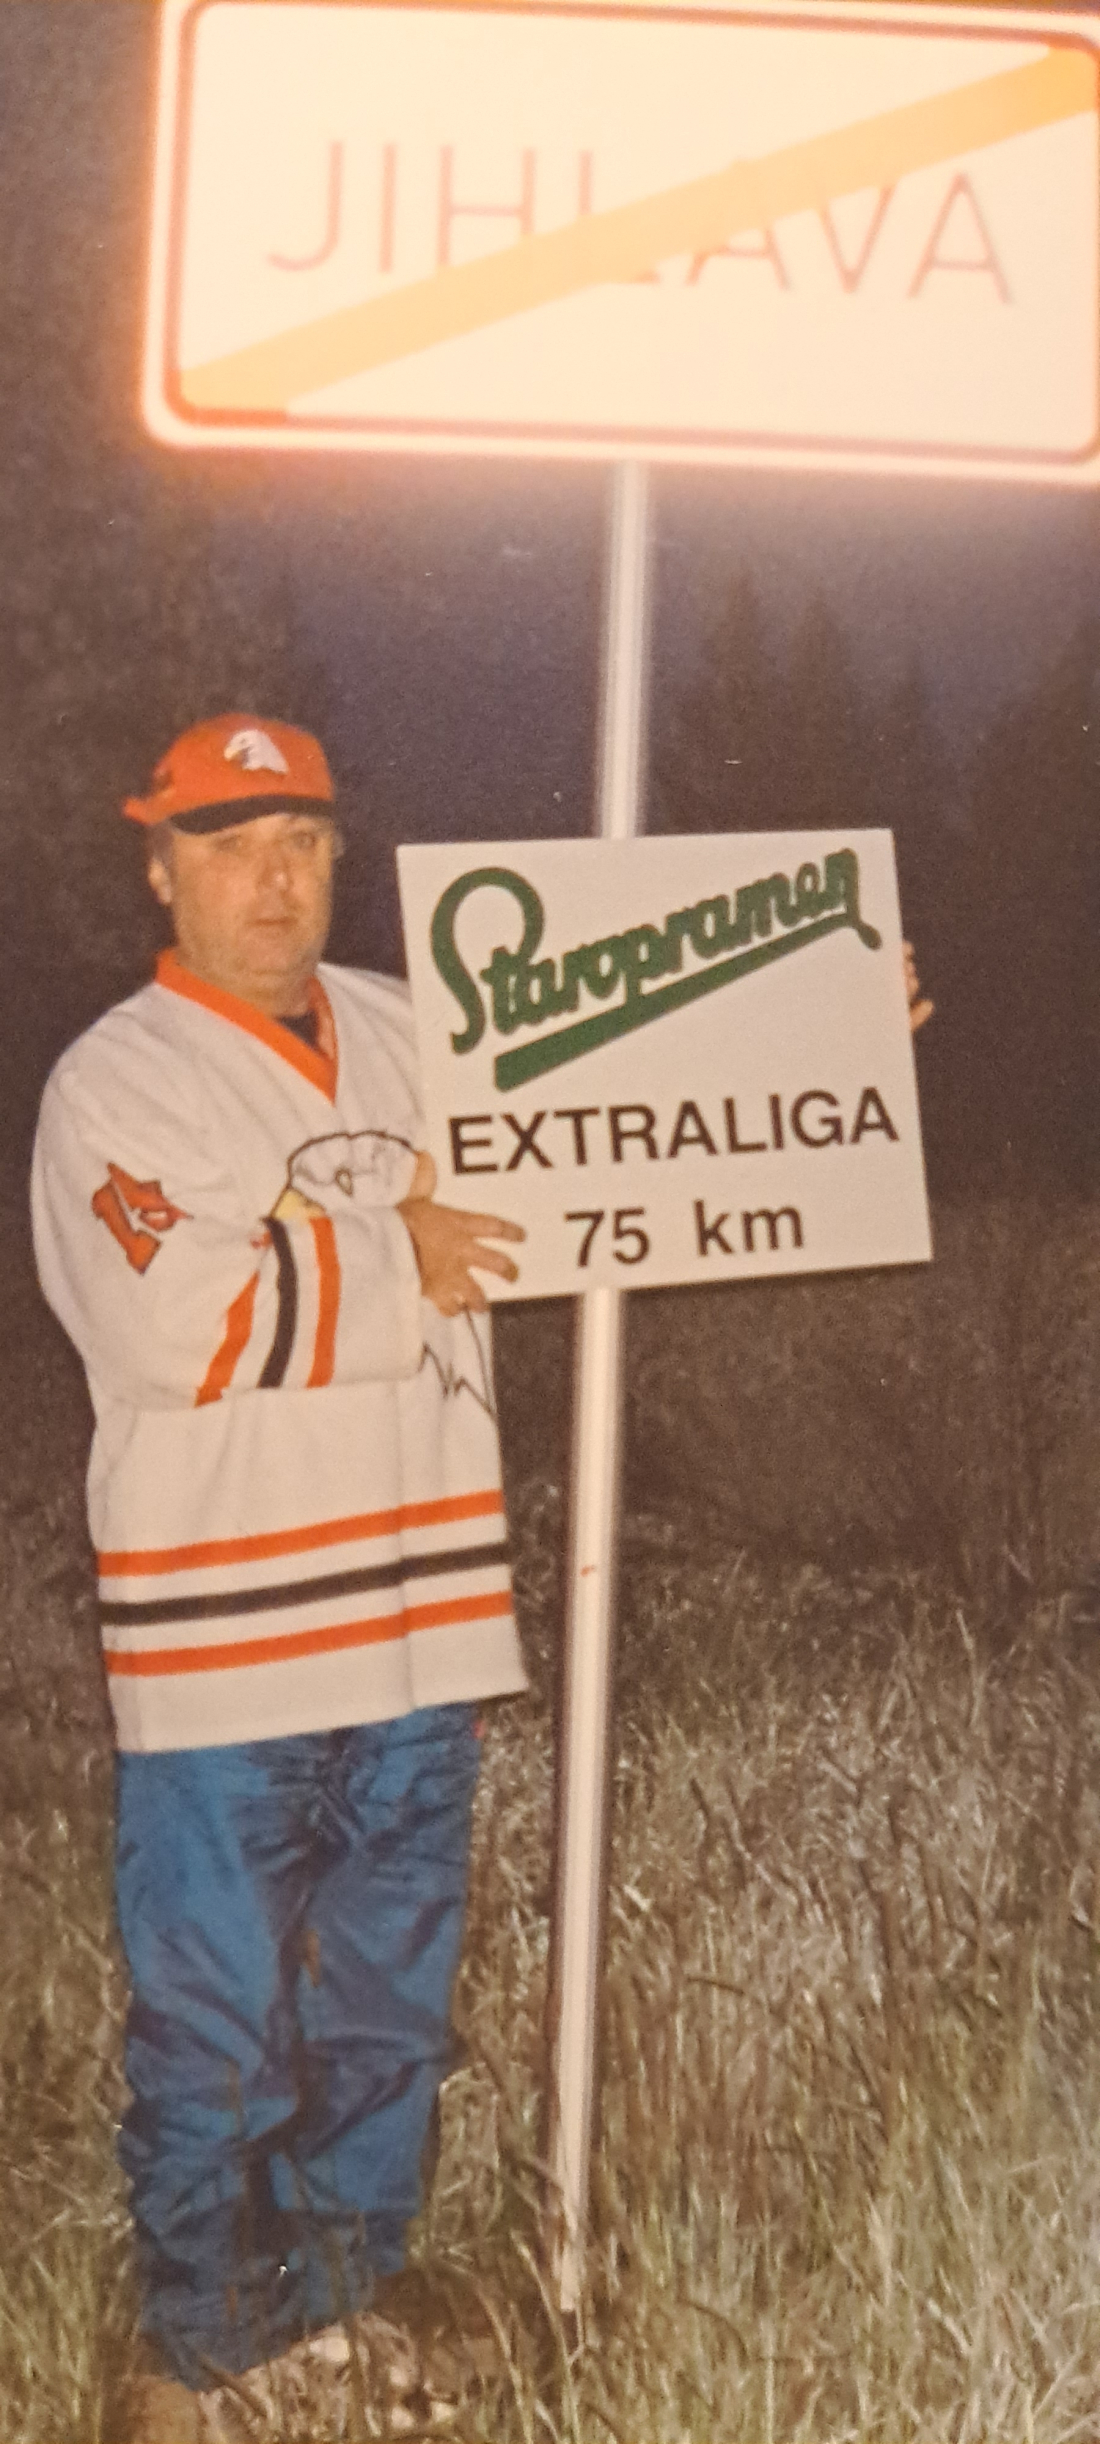 JIHLAVA
Staropramen
EXTRALIGA
75 km